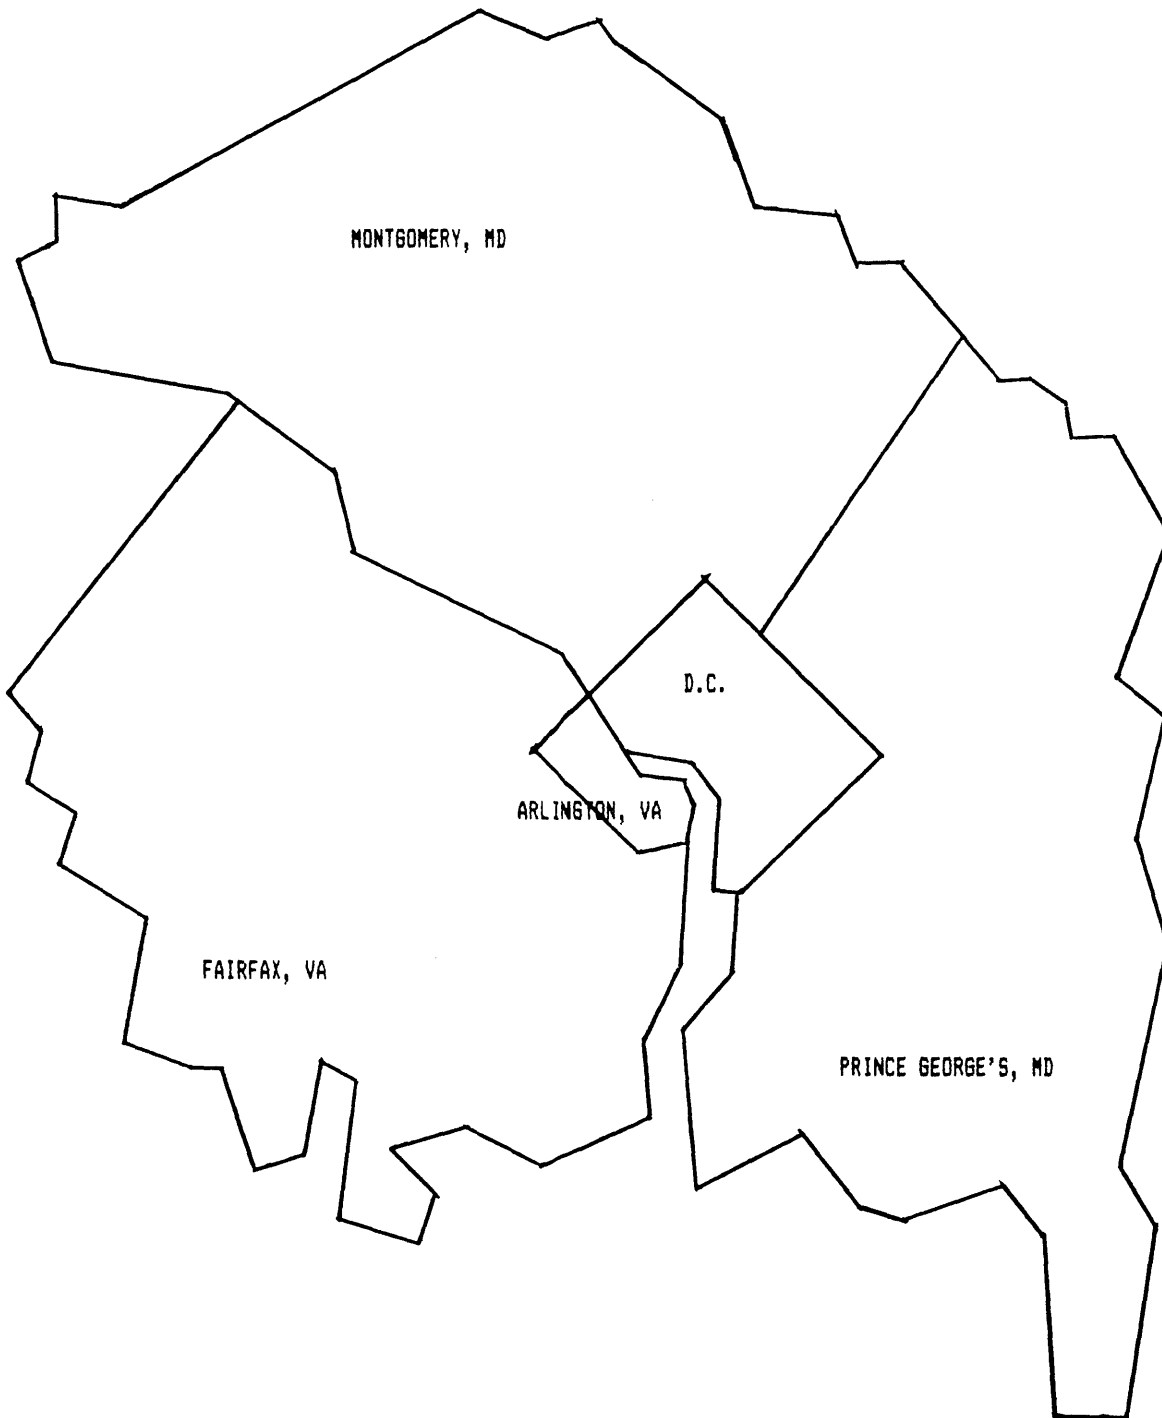 MONTGOMERY, MD
D.C.
ARLINGTON, VA
FAIRFAX, VA
PRINCE GEORGE'S, MD